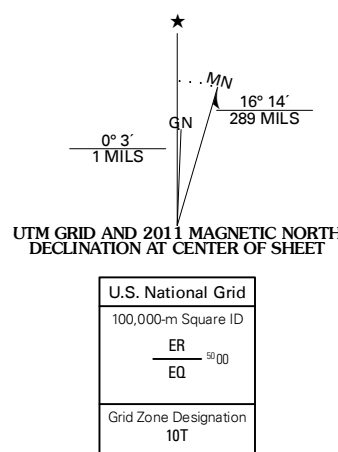 MN
16° 14´
289 MILS
GN
0° 3´
1 MILS
UTM GRID AND 2011 MAGNETIC NORTH
DECLINATION AT CENTER OF SHEET
U.S. National Grid
100,000-m Square ID
ER
5000
EQ
Grid Zone Designation
10T